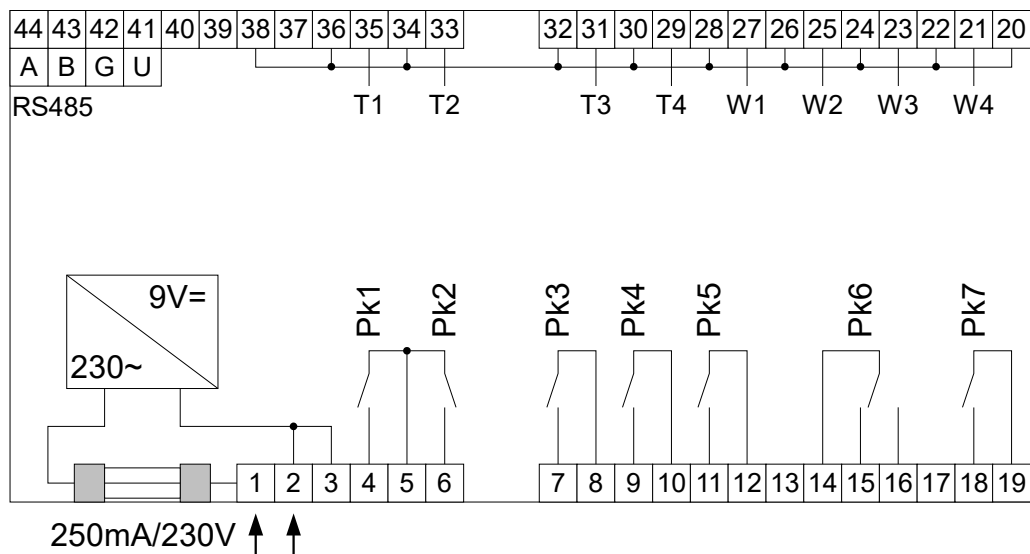 44 43 42 41 40 39 38 37 36 35 34 33 32 31 30 29 28 27 26 25 24 23 22 21 20
A B G U
RS485 T1 T2 T3 T4 W1 W2 W3 W4
9V=
230~
Pk1 Pk2 Pk3 Pk4 Pk5 Pk6 Pk7
1 2 3 4 5 6 7 8 9 10 11 12 13 14 15 16 17 18 19
250mA/230V